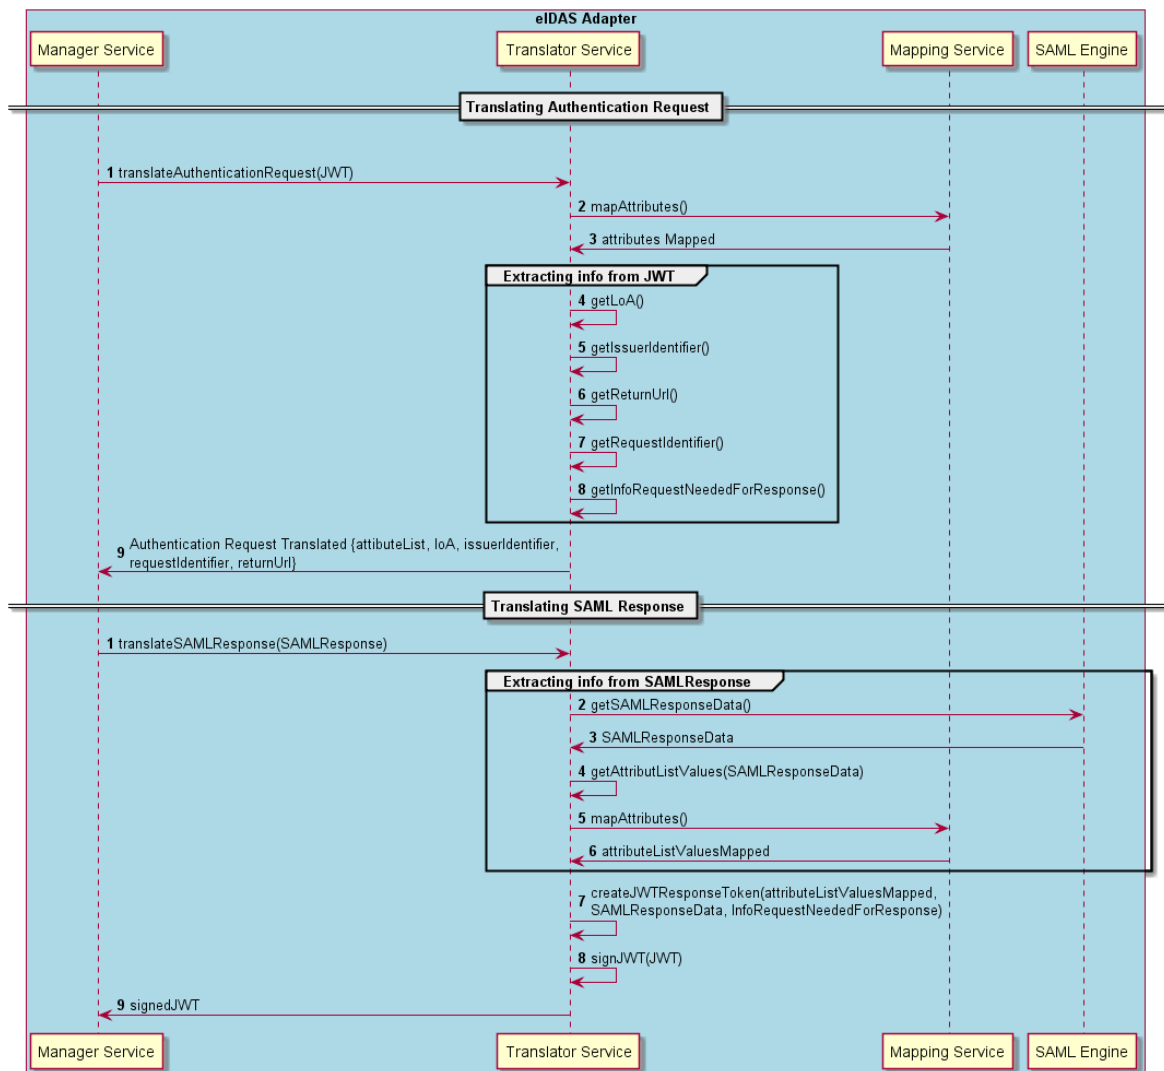 eIDAS Adapter
Manager Service
Translator Service
Mapping Service
SAML Engine
Translating Authentication Request
1 translateAuthenticationRequest(JWT)
2 mapAttributes()
3 attributes Mapped
Extracting info from JWT
4 getLoA()
5 getIssuerIdentifier()
6 getReturnUrl()
7 getRequestIdentifier()
8 getInfoRequestNeededForResponse()
9 Authentication Request Translated {attibuteList, loA, issuerIdentifier,
requestIdentifier, returnUrl}
Translating SAML Response
1 translateSAMLResponse(SAMLResponse)
Extracting info from SAMLResponse
2 getSAMLResponseData()
3 SAMLResponseData
4 getAttributListValues(SAMLResponseData)
5 mapAttributes()
6 attributeListValuesMapped
7 createJWTResponseToken(attributeListValuesMapped,
SAMLResponseData, InfoRequestNeededForResponse)
8 signJWT(JWT)
9 signedJWT
Manager Service
Translator Service
Mapping Service
SAML Engine